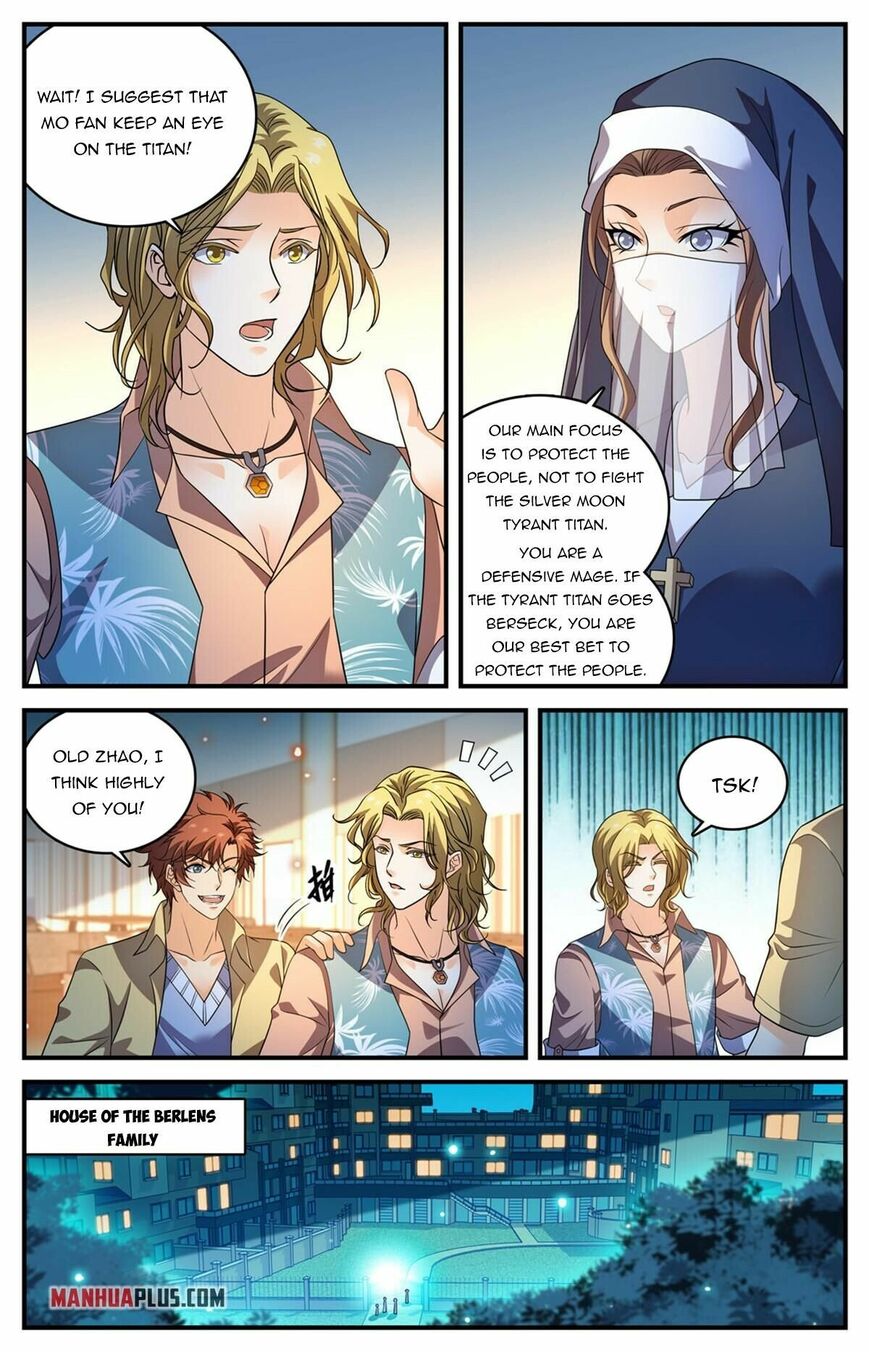 WAIT! I SUGGEST THAT
MO FAN KEEP AN EYE
ON THE TITAN!
OUR MAIN FOCUS
IS TO PROTECT THE
PEOPLE, NOT TO FIGHT
THE SILVER MOON
TYRANT TITAN.
YOU ARE A
DEFENSIVE MAGE. IF
THE TYRANT TITAN GOES
BERSECK, YOU ARE
OUR BEST BET TO
PROTECT THE PEOPLE.
OLD ZHAO, I
THINK HIGHLY
OF YOU!
拍
TSK!
HOUSE OF THE BERLENS
FAMILY
MANHUAPLUS.COM